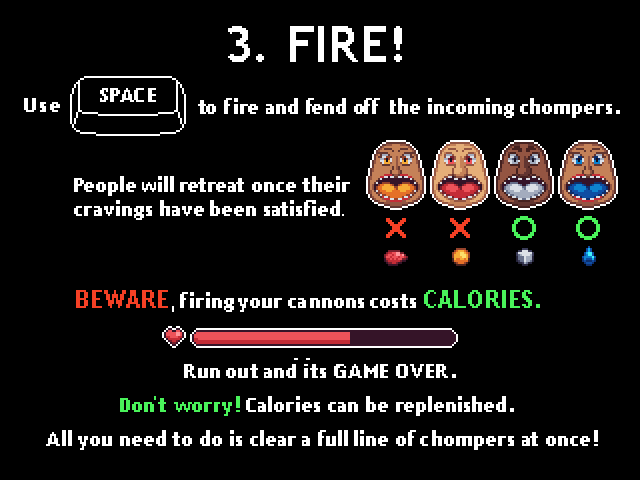 3. FIRE!
Use SPACE to fire and fend off the incoming chompers.
People will retreat once their
cravings have been satisfied.
BEWARE, firing your cannons costs CALORIES.
Run out and its GAME OVER.
Don't worry! Calories can be replenished.
All you need to do is clear a full line of chompers at once!